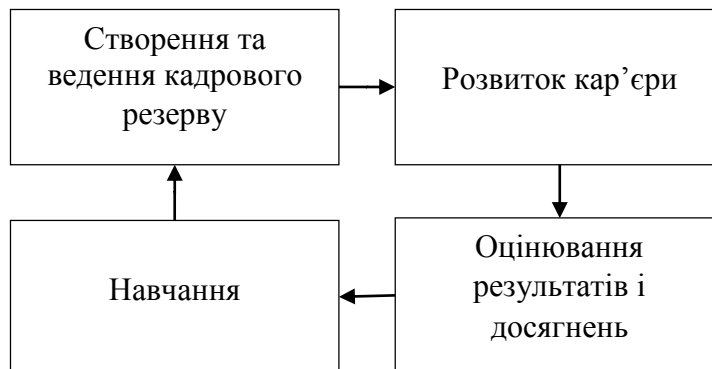 Створення та
ведення кадрового
резерву
Розвиток кар’єри
Навчання
Оцінювання
результатів і
досягнень